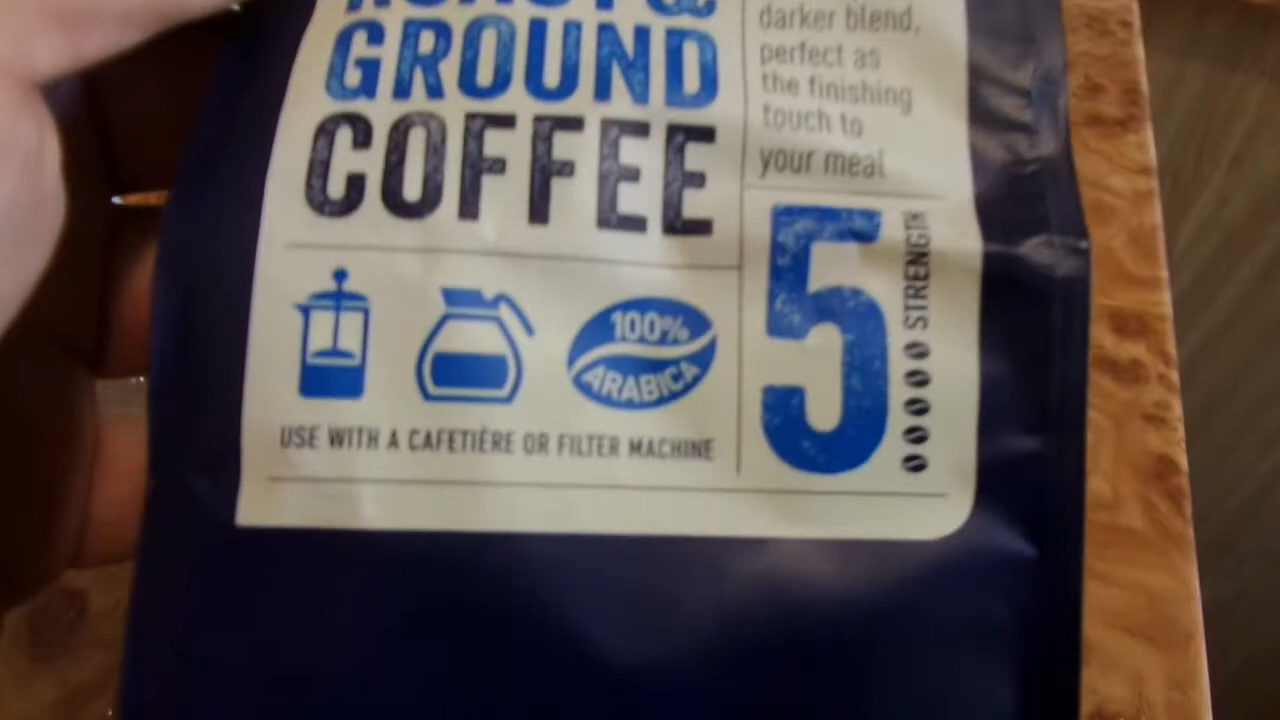 ROAST &
GROUND
COFFEE
darker blend,
perfect as
the finishing
touch to
your meal
5
STRENGTH
100%
ARABICA
USE WITH A CAFETIÈRE OR FILTER MACHINE